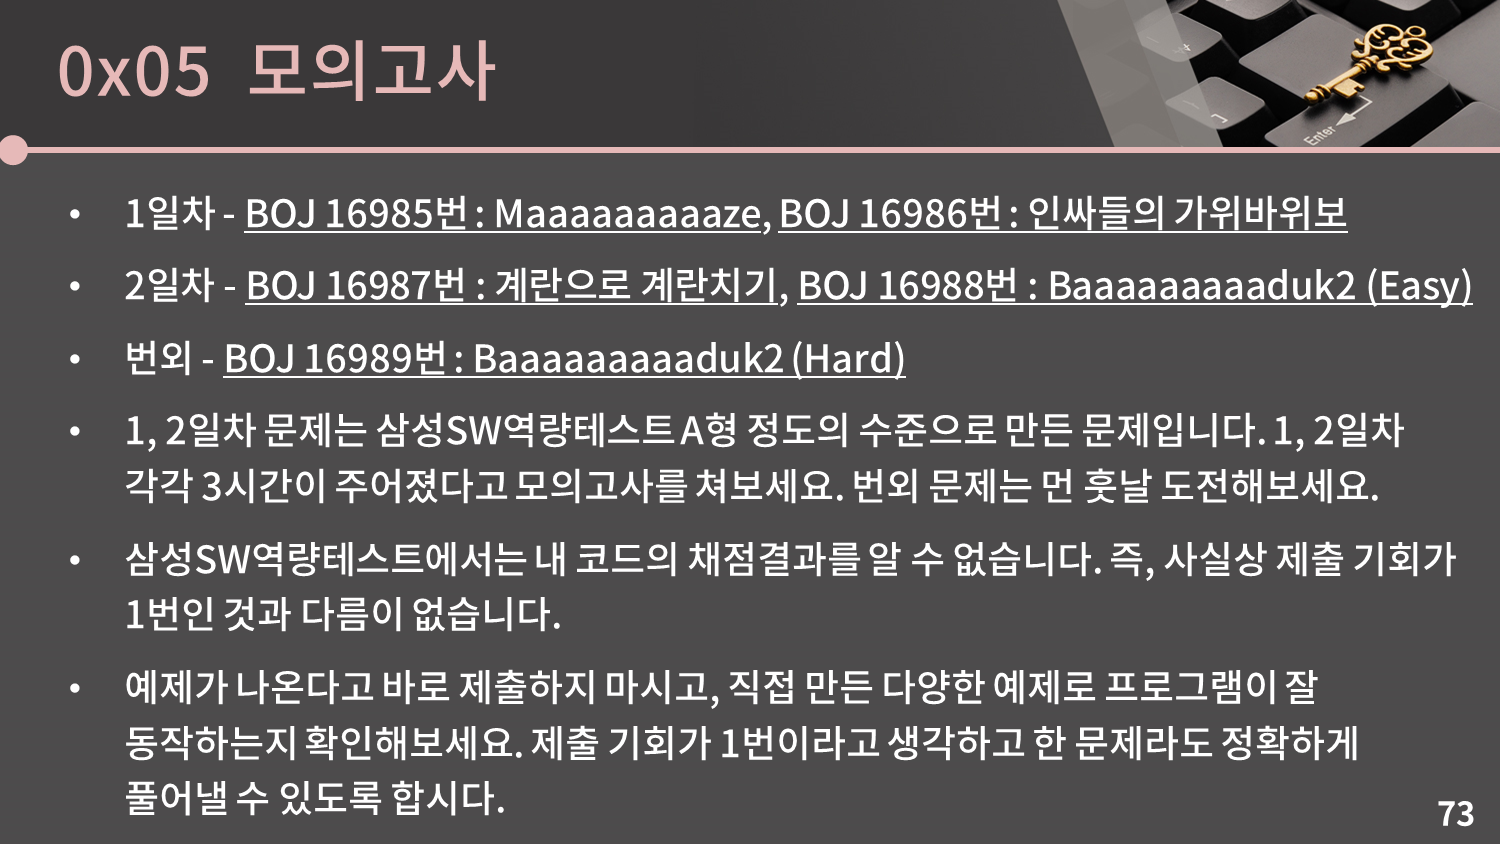 0x05 모의고사
Enter
• 1일차 - BOJ 16985번 : Maaaaaaaaaze, BOJ 16986번 : 인싸들의 가위바위보
• 2일차 - BOJ 16987번 : 계란으로 계란치기, BOJ 16988번 : Baaaaaaaaaduk2 (Easy)
• 번외 - BOJ 16989번 : Baaaaaaaaaduk2 (Hard)
• 1, 2일차 문제는 삼성SW역량테스트 A형 정도의 수준으로 만든 문제입니다. 1, 2일차
각각 3시간이 주어졌다고 모의고사를 쳐보세요. 번외 문제는 먼 훗날 도전해보세요.
• 삼성SW역량테스트에서는 내 코드의 채점결과를 알 수 없습니다. 즉, 사실상 제출 기회가
1번인 것과 다름이 없습니다.
• 예제가 나온다고 바로 제출하지 마시고, 직접 만든 다양한 예제로 프로그램이 잘
동작하는지 확인해보세요. 제출 기회가 1번이라고 생각하고 한 문제라도 정확하게
풀어낼 수 있도록 합시다.
73